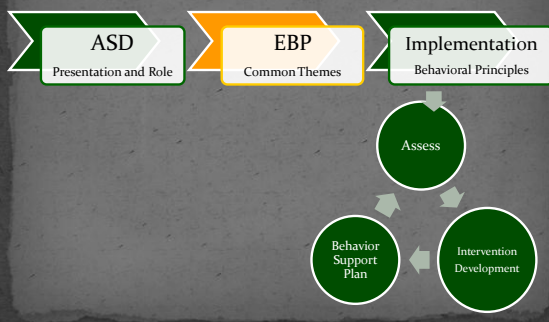 ASD
Presentation and Role
EBP
Common Themes
Implementation
Behavioral Principles
Assess
Intervention
Development
Behavior
Support
Plan